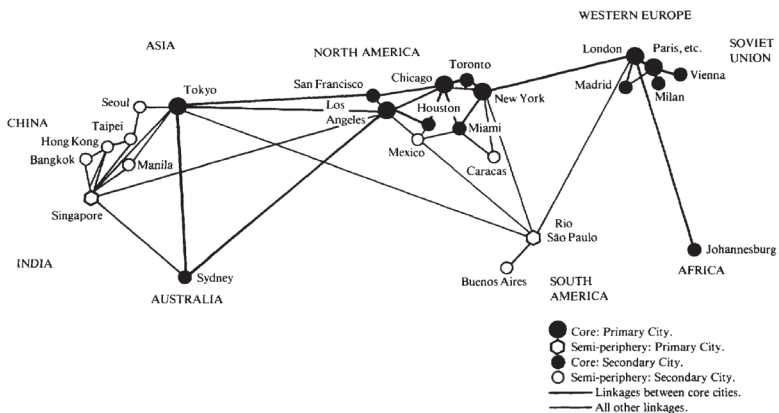 WESTERN EUROPE
ASIA
NORTH AMERICA
London
Paris, etc.
SOVIET
UNION
Toronto
Chicago
San Francisco
Tokyo
Vienna
Madrid
Milan
New York
Seoul
Los
Angeles
Houston
CHINA
Taipei
Miami
Hong Kong
Bangkok
Manila
Mexico
Caracas
Singapore
Rio
São Paulo
Johannesburg
INDIA
Sydney
Buenos Aires
AFRICA
AUSTRALIA
SOUTH
AMERICA
Core: Primary City.
Semi-periphery: Primary City.
Core: Secondary City.
Semi-periphery: Secondary City.
Linkages between core cities.
All other linkages.